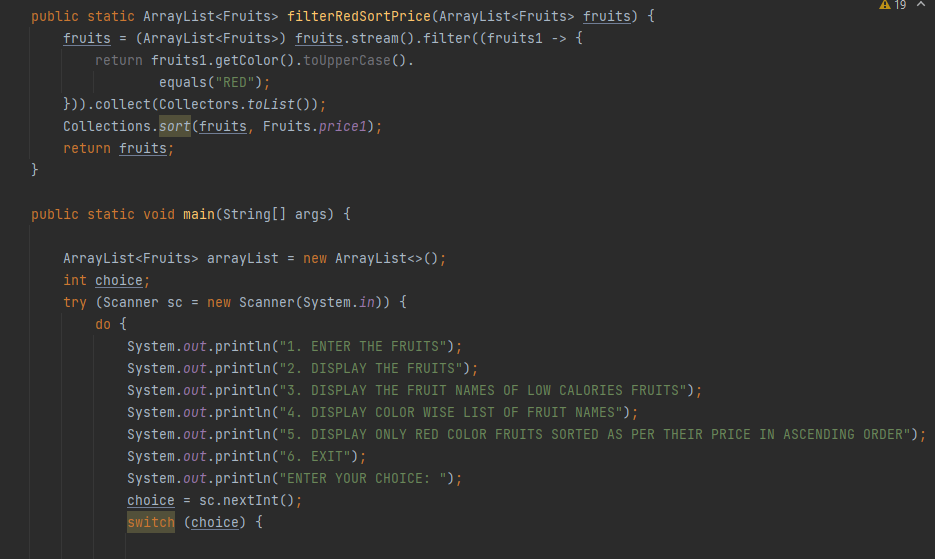 19
public static ArrayList<Fruits> filterRedSortPrice(ArrayList<Fruits> fruits) {
    fruits = (ArrayList<Fruits>) fruits.stream().filter((fruits1 -> {
        return fruits1.getColor().toUpperCase().
                equals("RED");
    })).collect(Collectors.toList());
    Collections.sort(fruits, Fruits.price1);
    return fruits;
}
public static void main(String[] args) {
    ArrayList<Fruits> arrayList = new ArrayList<>();
    int choice;
    try (Scanner sc = new Scanner(System.in)) {
        do {
            System.out.println("1. ENTER THE FRUITS");
            System.out.println("2. DISPLAY THE FRUITS");
            System.out.println("3. DISPLAY THE FRUIT NAMES OF LOW CALORIES FRUITS");
            System.out.println("4. DISPLAY COLOR WISE LIST OF FRUIT NAMES");
            System.out.println("5. DISPLAY ONLY RED COLOR FRUITS SORTED AS PER THEIR PRICE IN ASCENDING ORDER");
            System.out.println("6. EXIT");
            System.out.println("ENTER YOUR CHOICE: ");
            choice = sc.nextInt();
            switch (choice) {